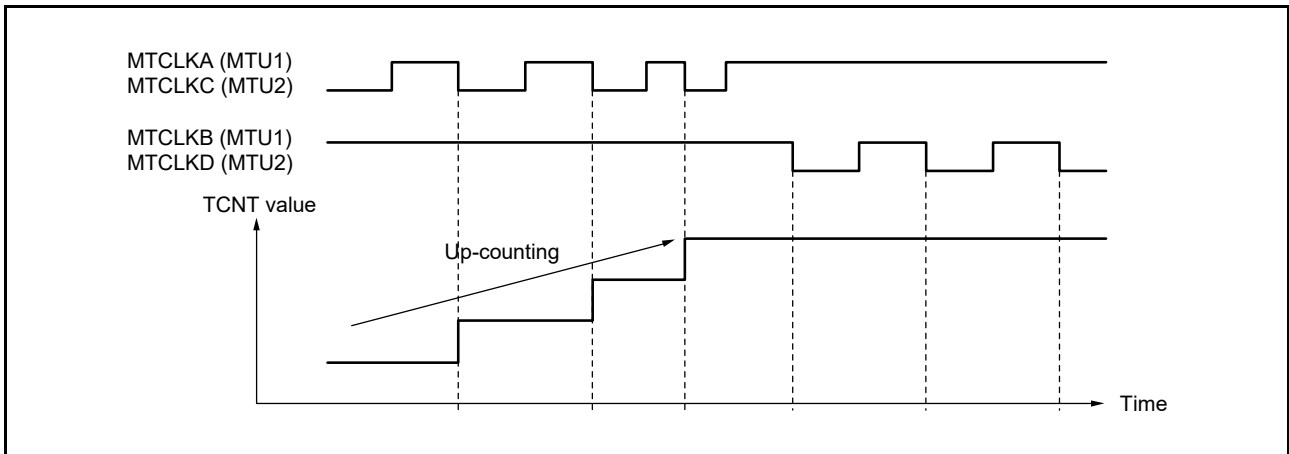 MTCLKA (MTU1)
MTCLKC (MTU2)
MTCLKB (MTU1)
MTCLKD (MTU2)
TCNT value
Up-counting
Time